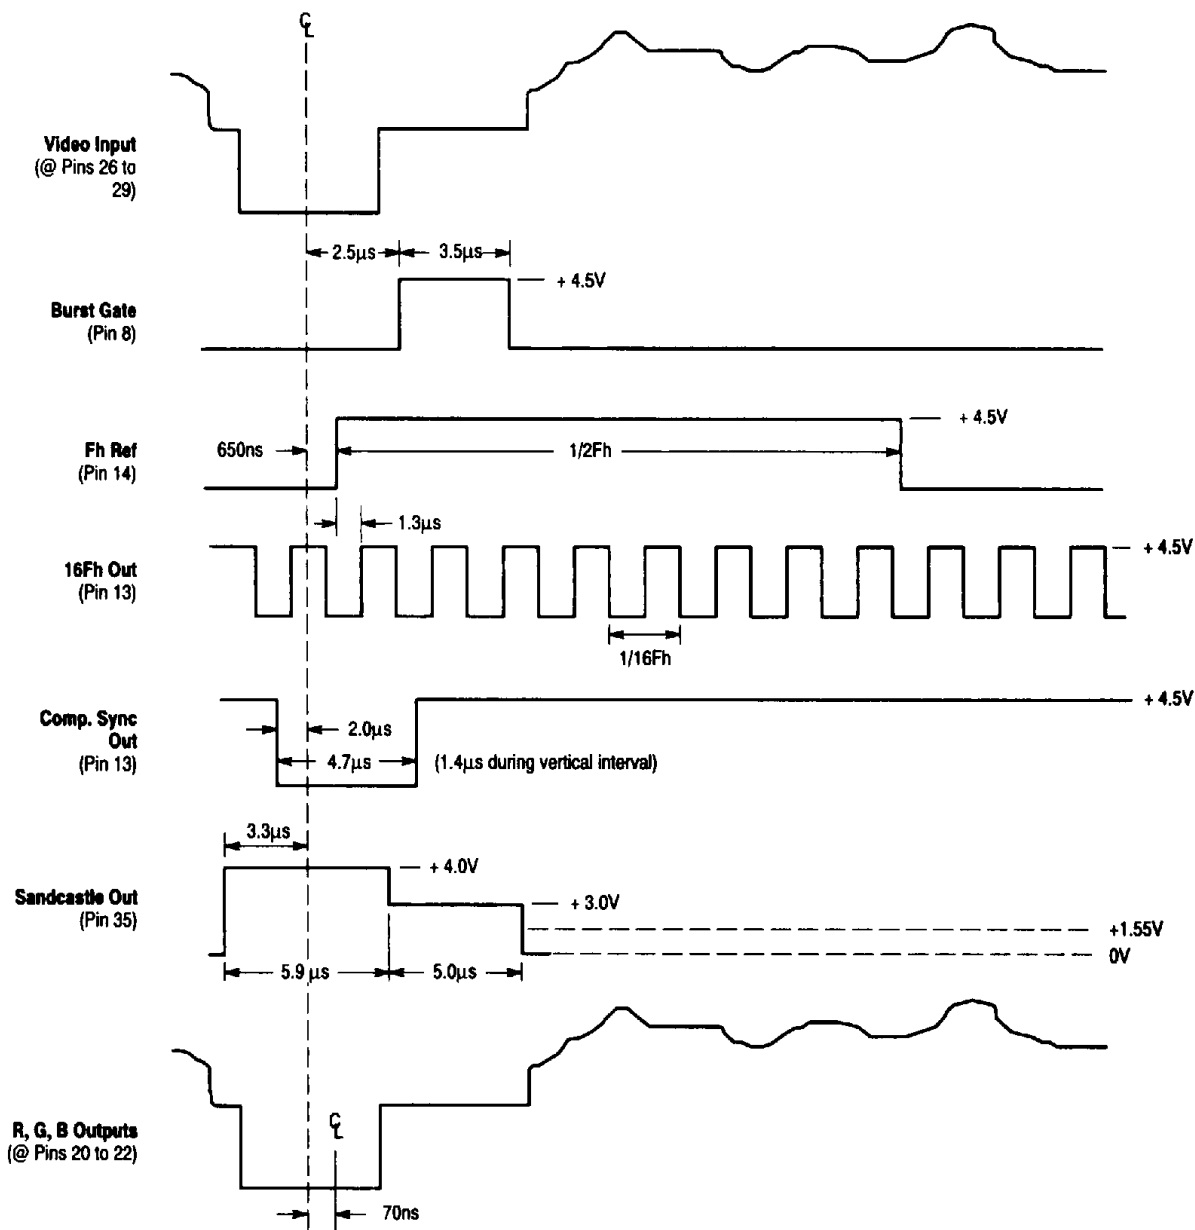 ℄
Video Input
(@ Pins 26 to
29)
2.5µs
3.5µs
+ 4.5V
Burst Gate
(Pin 8)
+ 4.5V
Fh Ref
(Pin 14)
650ns
1/2Fh
1.3µs
16Fh Out
(Pin 13)
+ 4.5V
1/16Fh
Comp. Sync
Out
(Pin 13)
+ 4.5V
2.0µs
4.7µs
(1.4µs during vertical interval)
3.3µs
Sandcastle Out
(Pin 35)
+ 4.0V
+ 3.0V
+1.55V
0V
5.9 µs
5.0µs
R, G, B Outputs
(@ Pins 20 to 22)
℄
70ns